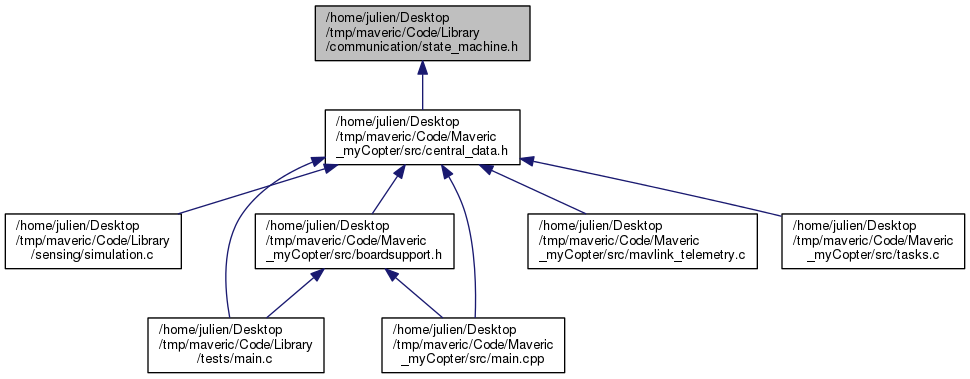 /home/julien/Desktop
/tmp/maveric/Code/Library
/communication/state_machine.h
/home/julien/Desktop
/tmp/maveric/Code/Maveric
_myCopter/src/central_data.h
/home/julien/Desktop
/tmp/maveric/Code/Library
/sensing/simulation.c
/home/julien/Desktop
/tmp/maveric/Code/Maveric
_myCopter/src/boardsupport.h
/home/julien/Desktop
/tmp/maveric/Code/Maveric
_myCopter/src/mavlink_telemetry.c
/home/julien/Desktop
/tmp/maveric/Code/Maveric
_myCopter/src/tasks.c
/home/julien/Desktop
/tmp/maveric/Code/Library
/tests/main.c
/home/julien/Desktop
/tmp/maveric/Code/Maveric
_myCopter/src/main.cpp